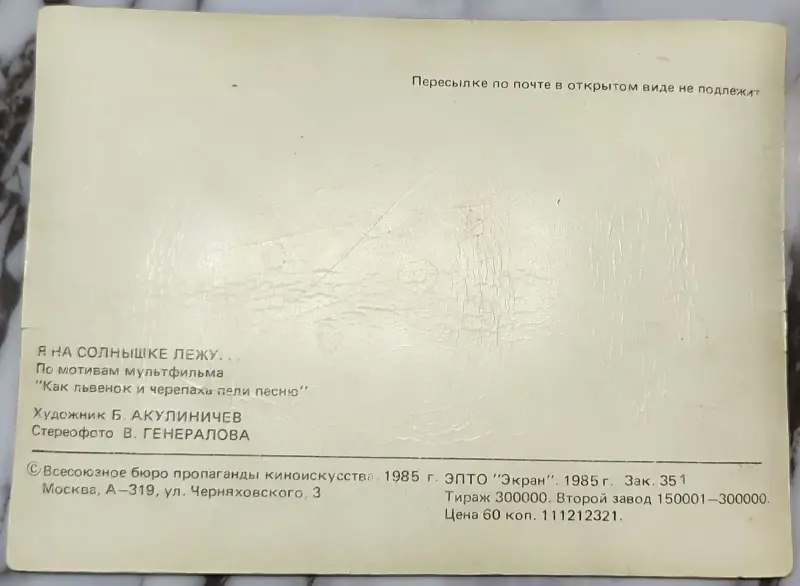 Пересылке по почте в открытом виде не подлежит
Я НА СОЛНЫШКЕ ЛЕЖУ...
По мотивам мультфильма
"Как львенок и черепаха пели песню"
Художник Б. АКУЛИНИЧЕВ
Стереофото В. ГЕНЕРАЛОВА
© Всесоюзное бюро пропаганды киноискусства, 1985 г.
Москва, А—319, ул. Черняховского, 3
ЭПТО "Экран". 1985 г. Зак. 351
Тираж 300000. Второй завод 150001—300000.
Цена 60 коп. 111212321.